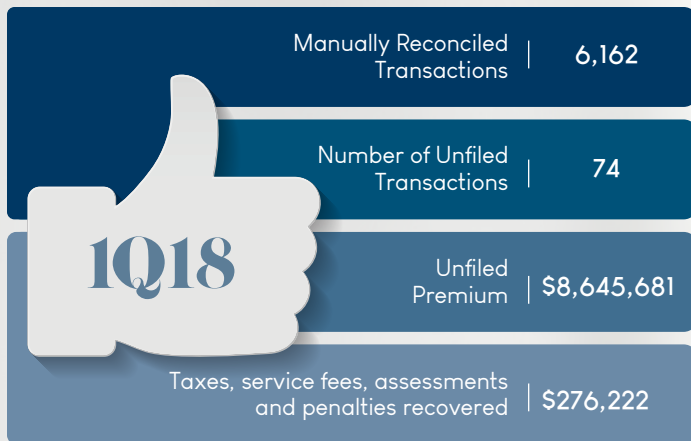 Manually Reconciled
Transactions
6,162
Number of Unfiled
Transactions
74
1Q18
Unfiled
Premium
$8,645,681
Taxes, service fees, assessments
and penalties recovered
$276,222